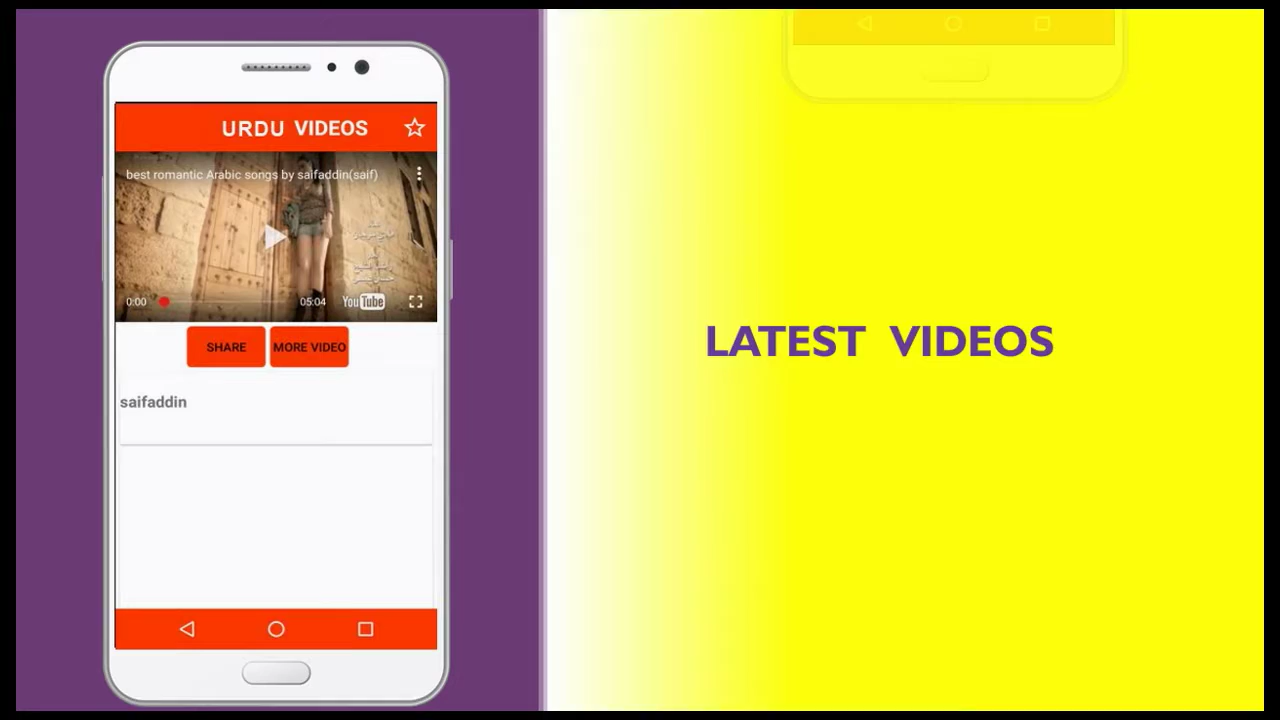 URDU VIDEOS
best romantic Arabic songs by saifaddin(saif)
0:00
05:04
YouTube
SHARE
MORE VIDEO
saifaddin
LATEST VIDEOS